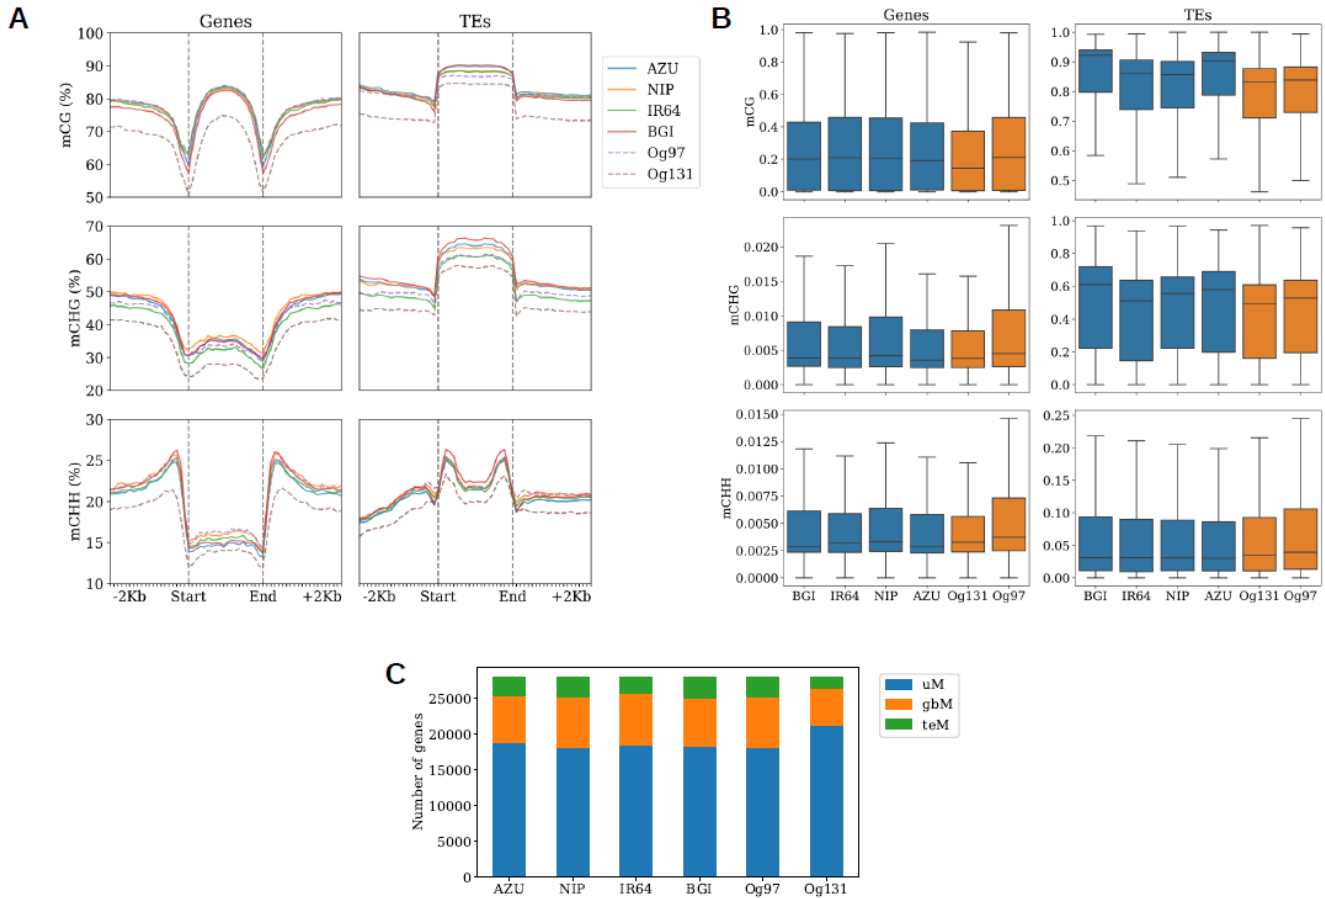 A
Genes
TEs
mCG (%)
100
90
80
70
60
50
AZU
NIP
IR64
BGI
Og97
Og131
mCHG (%)
70
60
50
40
30
20
mCHH (%)
30
25
20
15
10
-2Kb Start End +2Kb
-2Kb Start End +2Kb
B
Genes
TEs
mCG
1.0
0.8
0.6
0.4
0.2
0.0
1.0
0.9
0.8
0.7
0.6
0.5
mCHG
0.020
0.015
0.010
0.005
0.000
1.0
0.8
0.6
0.4
0.2
0.0
mCHH
0.0150
0.0125
0.0100
0.0075
0.0050
0.0025
0.0000
0.25
0.20
0.15
0.10
0.05
0.00
BGI IR64 NIP AZU Og131 Og97
BGI IR64 NIP AZU Og131 Og97
C
Number of genes
25000
20000
15000
10000
5000
0
AZU NIP IR64 BGI Og97 Og131
uM
gbM
teM